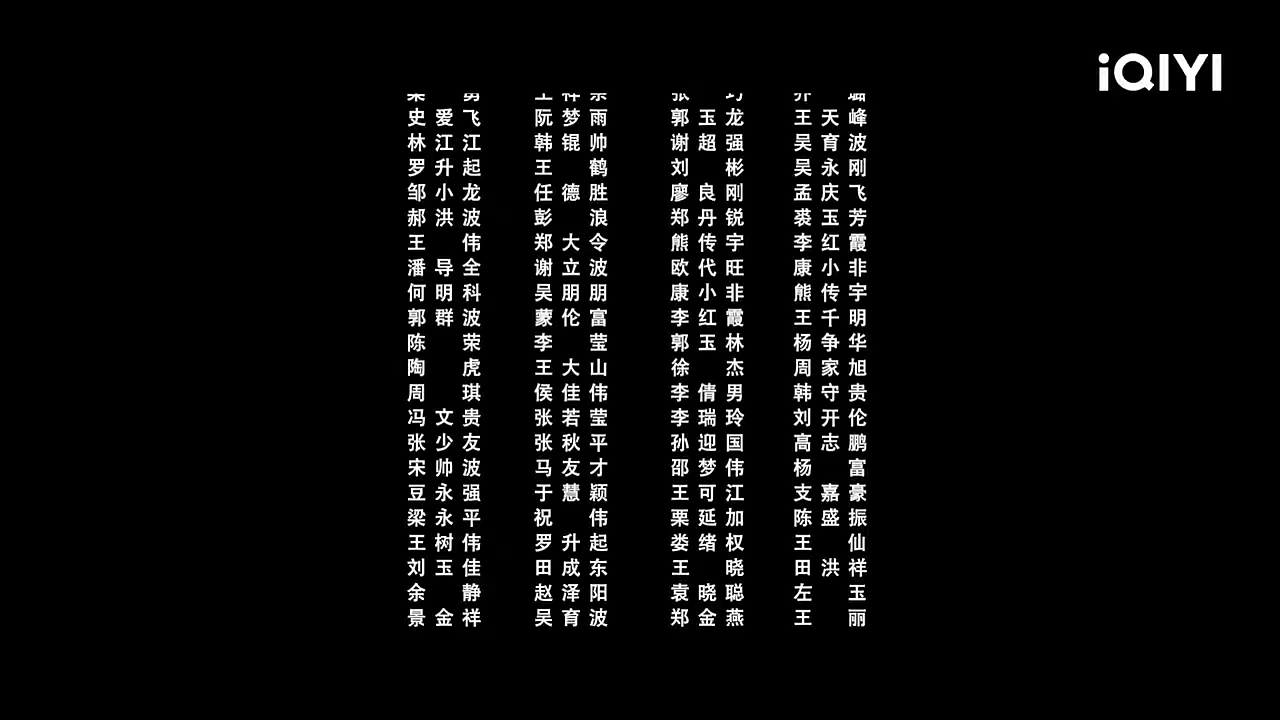 iQIYI
史爱飞 阮梦雨 郭玉龙 王天峰
林江江 韩锟帅 谢超强 吴育波
罗升起 王鹤 刘彬 吴永刚
邹小龙 任德胜 廖良刚 孟庆飞
郝洪波 彭浪 郑丹锐 裘玉芳
王伟 郑大令 熊传宇 李红霞
潘导全 谢立波 欧代旺 康小非
何明科 吴朋朋 康小非 熊传宇
郭群波 蒙伦富 李红霞 王千明
陈荣 李莹 郭玉林 杨争华
陶虎 王大山 徐杰 周家旭
周琪 侯佳伟 李倩男 韩守贵
冯文贵 张若莹 李瑞玲 刘开伦
张少友 张秋平 孙迎国 高志鹏
宋帅波 马友才 邵梦伟 杨富
豆永强 于慧颖 王可江 支嘉豪
梁永平 祝伟 栗延加 陈盛振
王树伟 罗升起 娄绪权 王仙
刘玉佳 田成东 王晓 田洪祥
余静 赵泽阳 袁晓聪 左玉
景金祥 吴育波 郑金燕 王丽